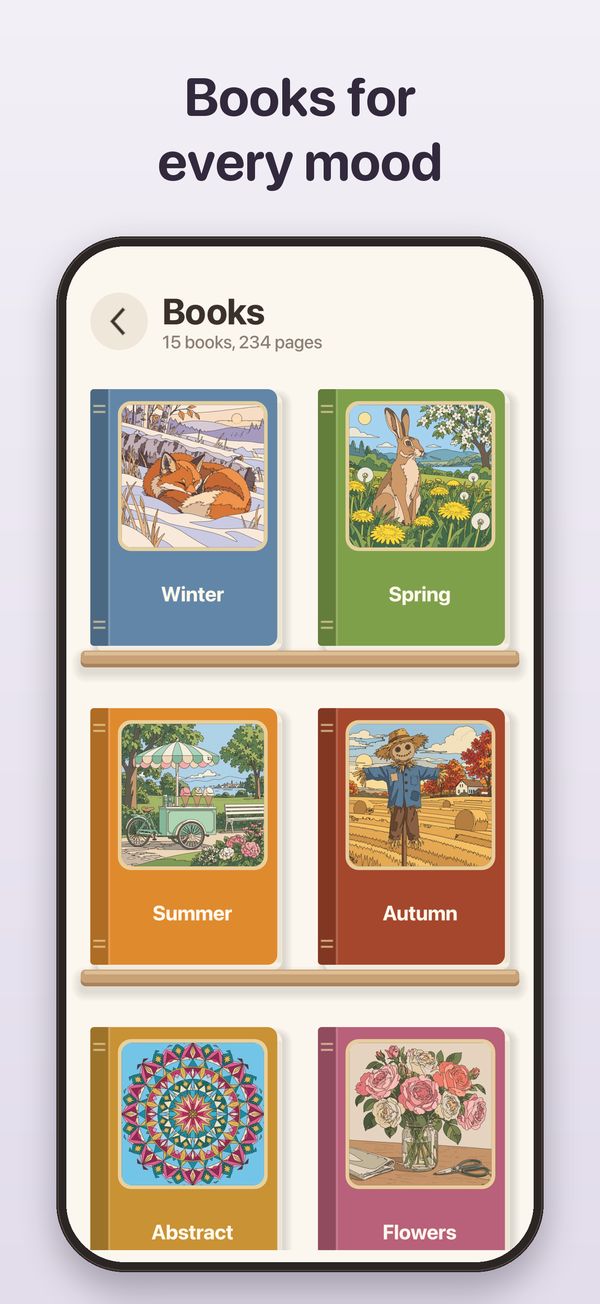 Books for
every mood
Books
15 books, 234 pages
Winter
Spring
Summer
Autumn
Abstract
Flowers